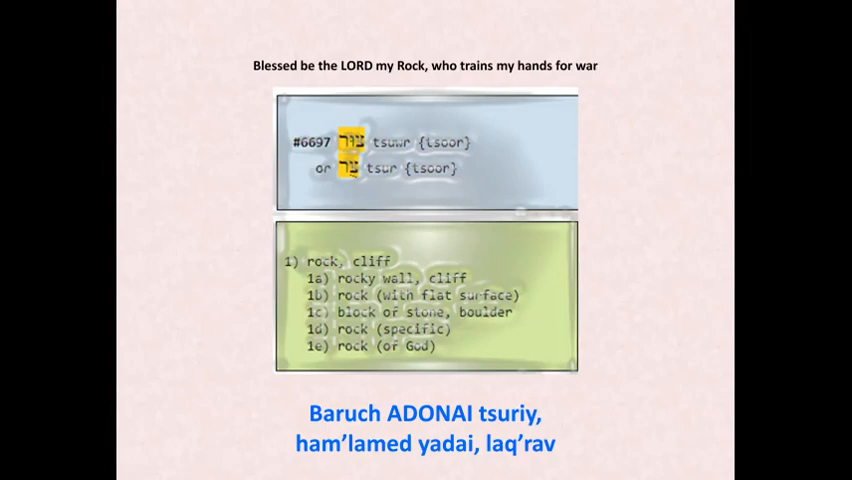 Blessed be the LORD my Rock, who trains my hands for war
#6697 צוּר tsuwr {tsoor}
or צֻר tsur {tsoor}
1) rock, cliff
1a) rocky wall, cliff
1b) rock (with flat surface)
1c) block of stone, boulder
1d) rock (specific)
1e) rock (of God)
Baruch ADONAI tsuriy,
ham’lamed yadai, laq’rav